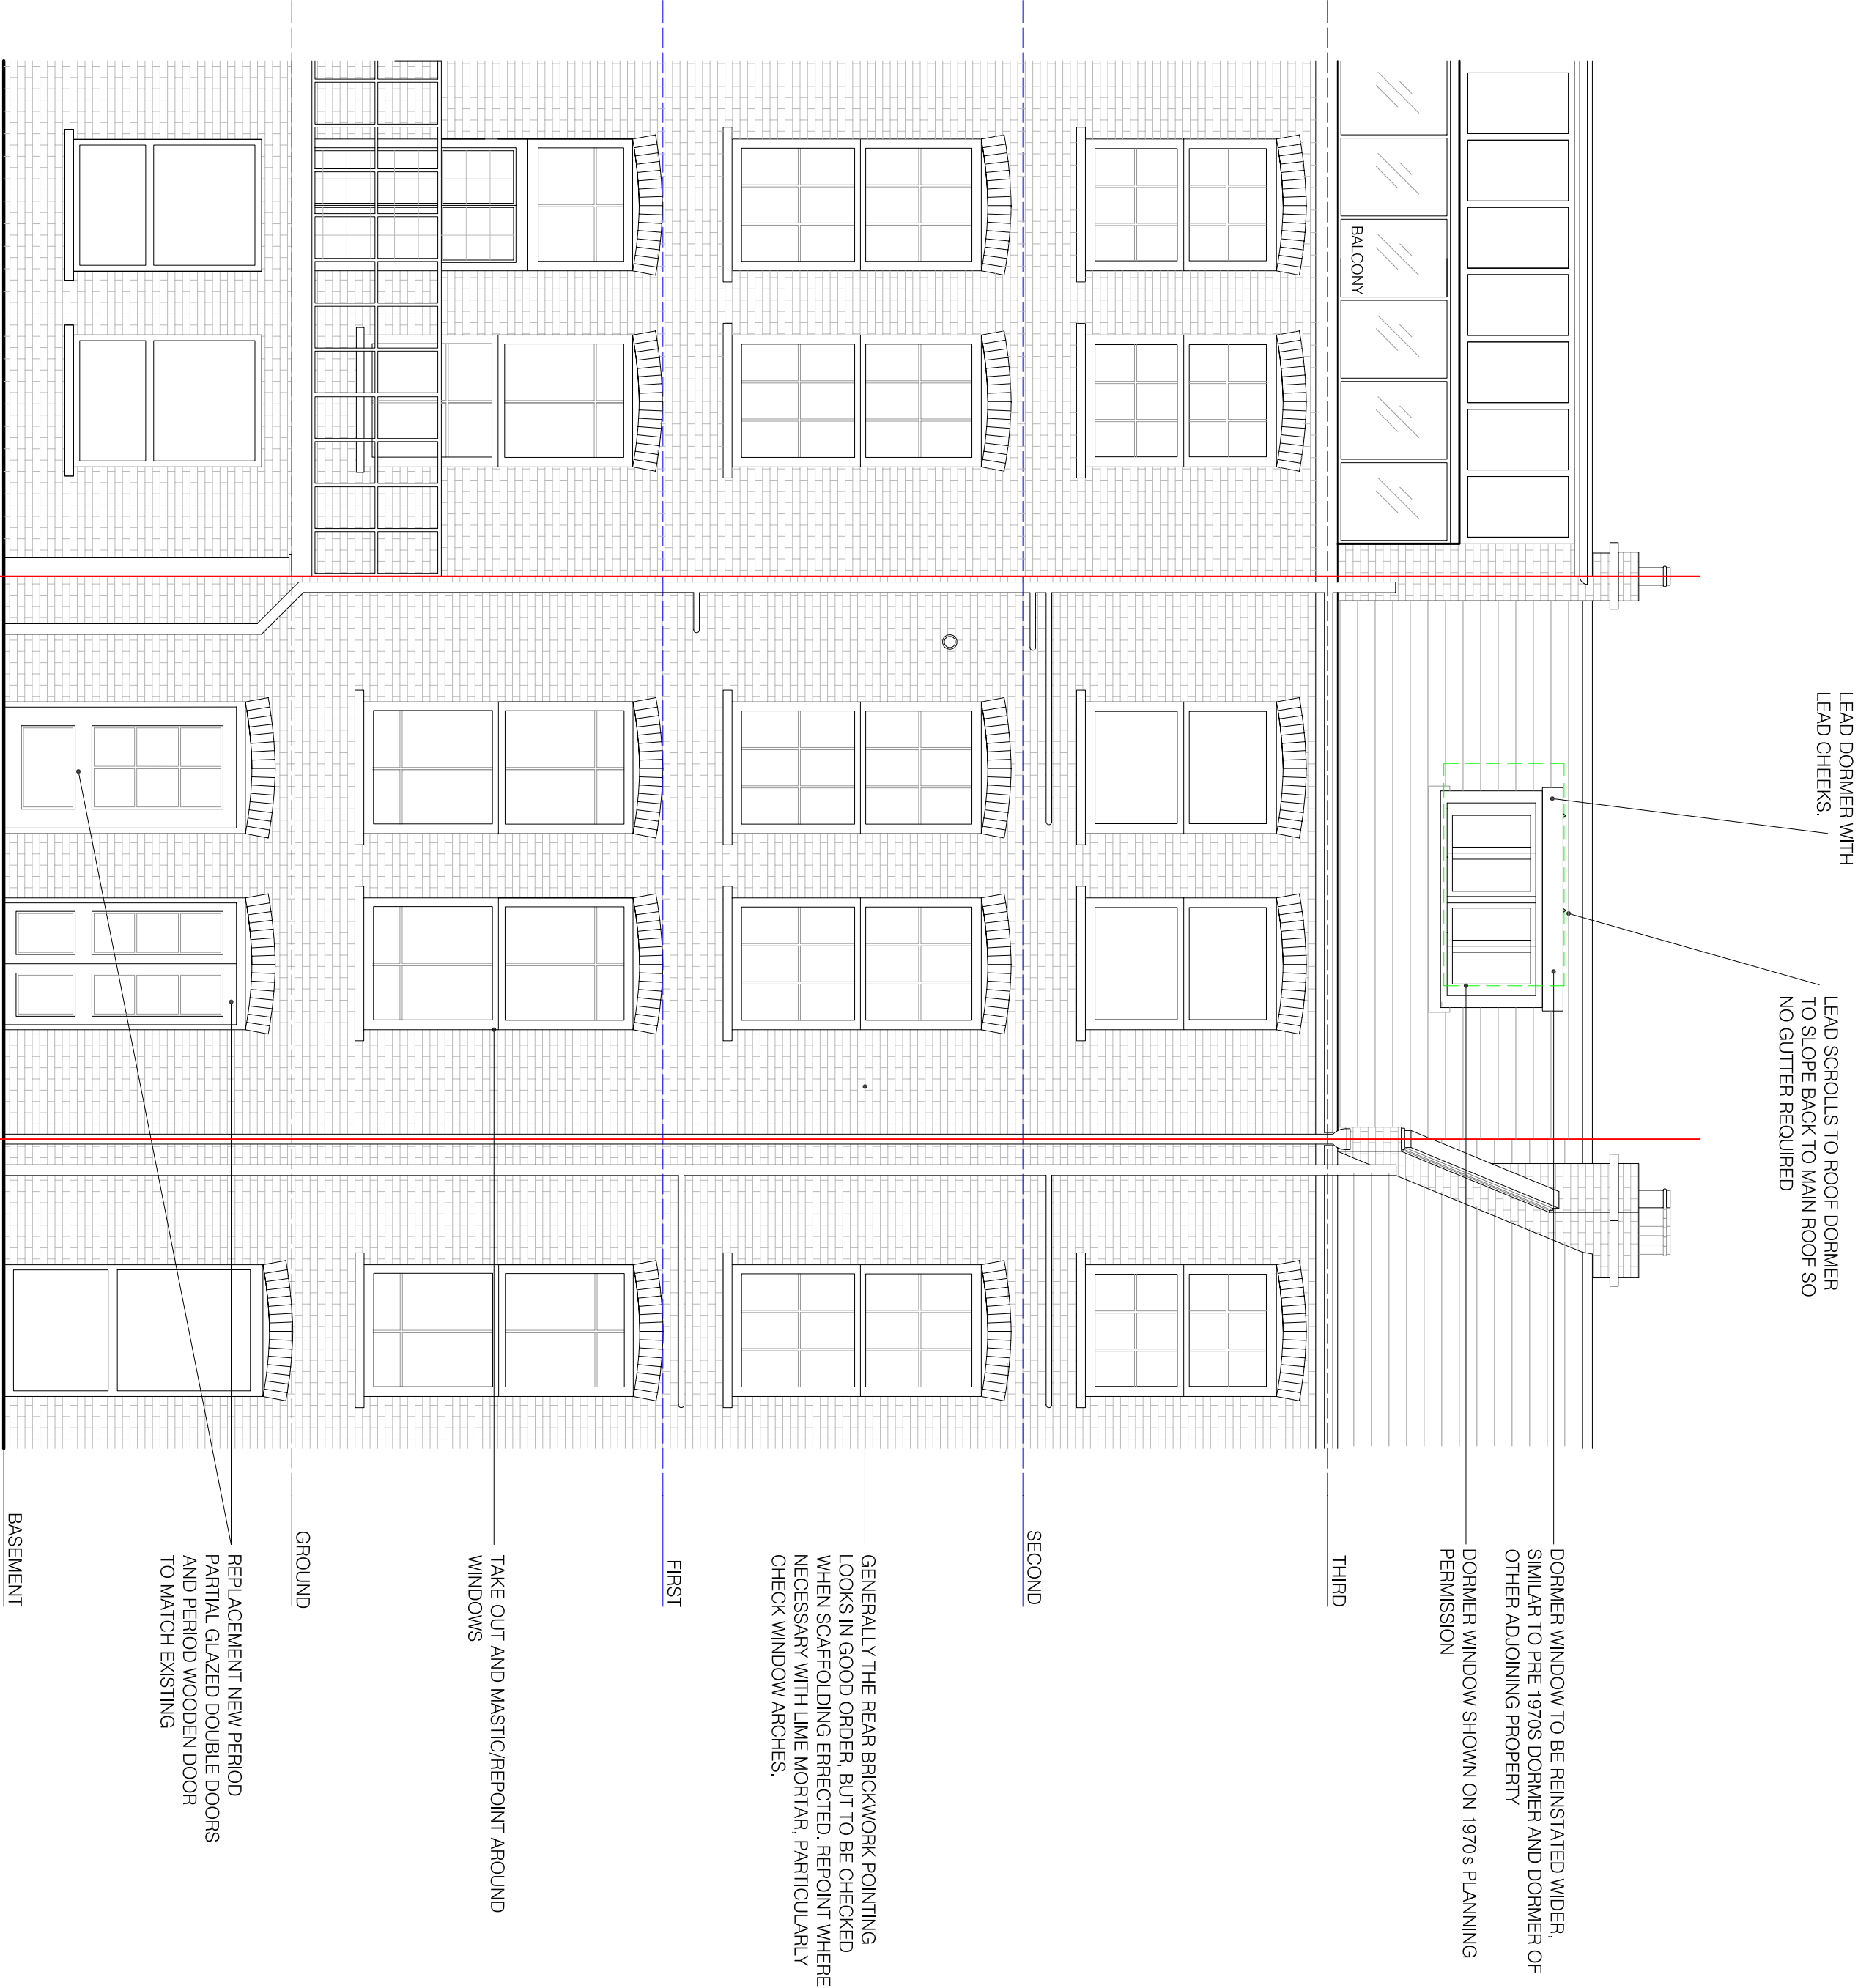 LEAD DORMER WITH
LEAD CHEEKS.
LEAD SCROLLS TO ROOF DORMER
TO SLOPE BACK TO MAIN ROOF SO
NO GUTTER REQUIRED
DORMER WINDOW TO BE REINSTATED WIDER,
SIMILAR TO PRE 1970S DORMER AND DORMER OF
OTHER ADJOINING PROPERTY
DORMER WINDOW SHOWN ON 1970's PLANNING
PERMISSION
BALCONY
THIRD
SECOND
GENERALLY THE REAR BRICKWORK POINTING
LOOKS IN GOOD ORDER, BUT TO BE CHECKED
WHEN SCAFFOLDING ERRECTED. REPOINT WHERE
NECESSARY WITH LIME MORTAR, PARTICULARLY
CHECK WINDOW ARCHES.
FIRST
TAKE OUT AND MASTIC/REPOINT AROUND
WINDOWS
GROUND
REPLACEMENT NEW PERIOD
PARTIAL GLAZED DOUBLE DOORS
AND PERIOD WOODEN DOOR
TO MATCH EXISTING
BASEMENT